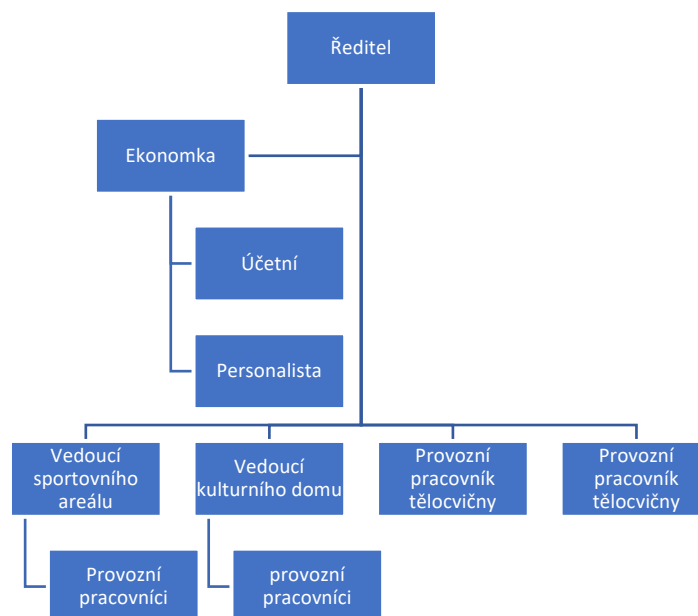 Ředitel
Ekonomka
Účetní
Personalista
Vedoucí
sportovního
areálu
Vedoucí
kulturního domu
Provozní
pracovník
tělocvičny
Provozní
pracovník
tělocvičny
Provozní
pracovníci
provozní
pracovníci